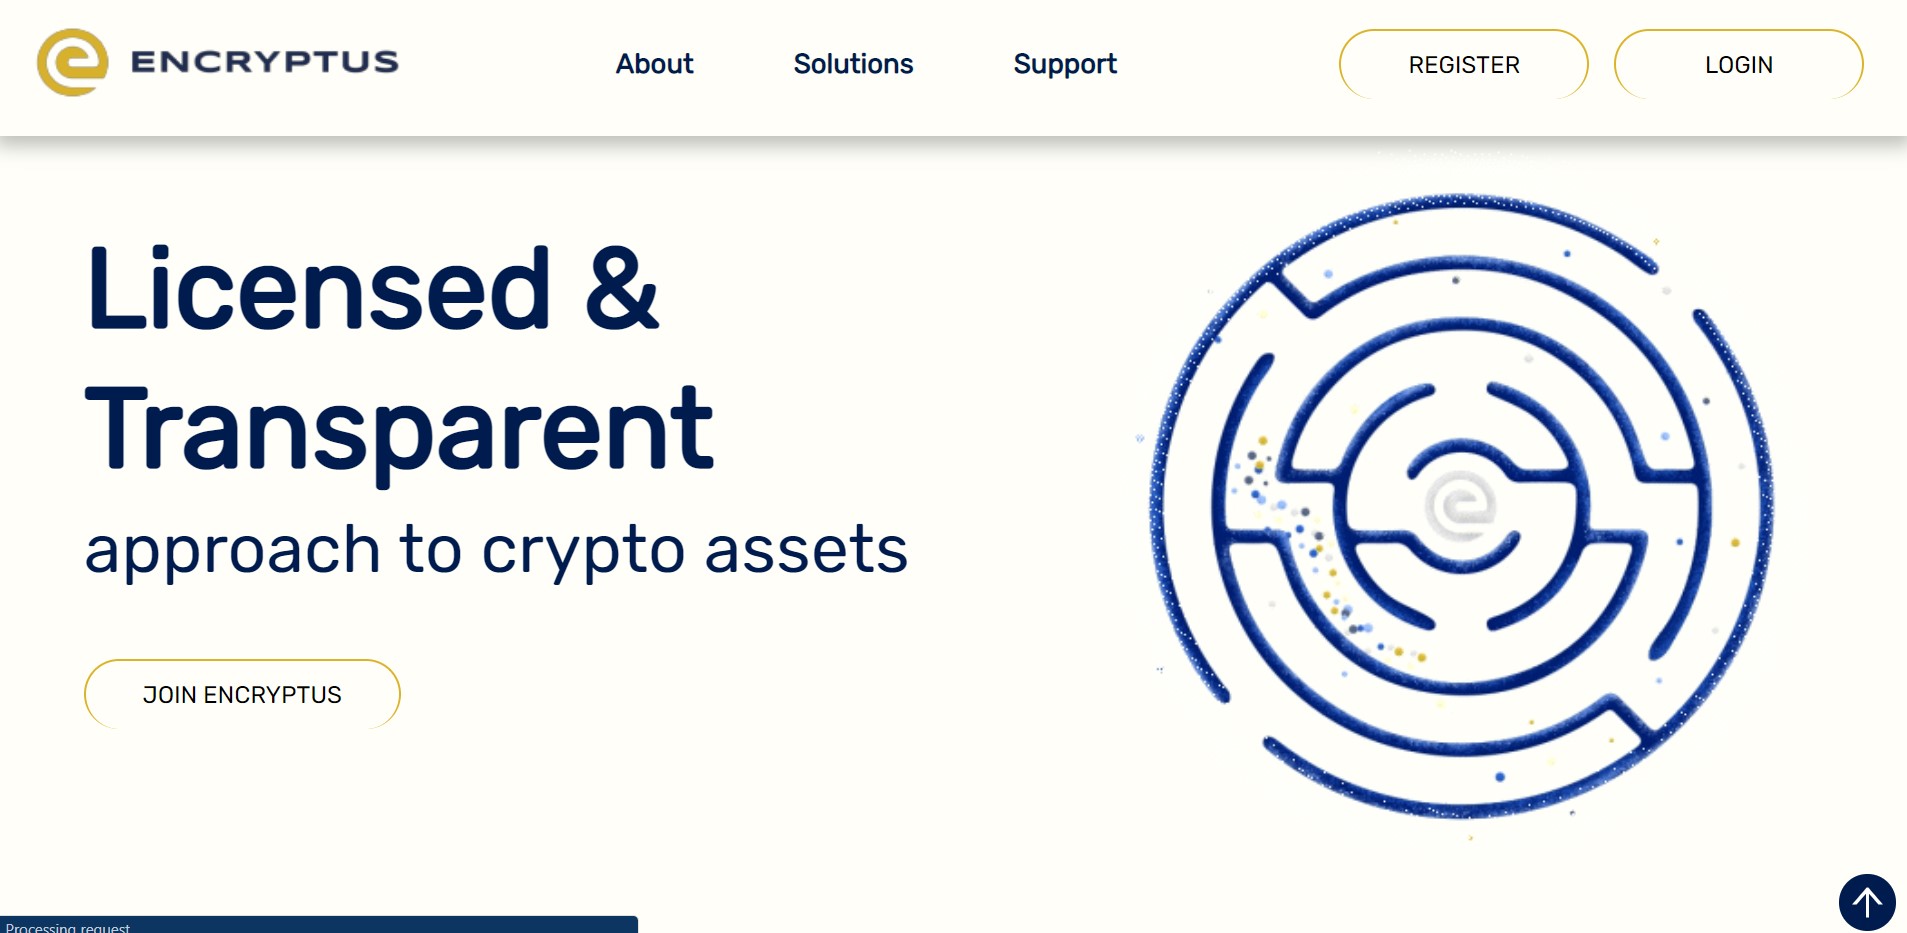 ENCRYPTUS
About
Solutions
Support
REGISTER
LOGIN
Licensed &
Transparent
approach to crypto assets
JOIN ENCRYPTUS
Processing request